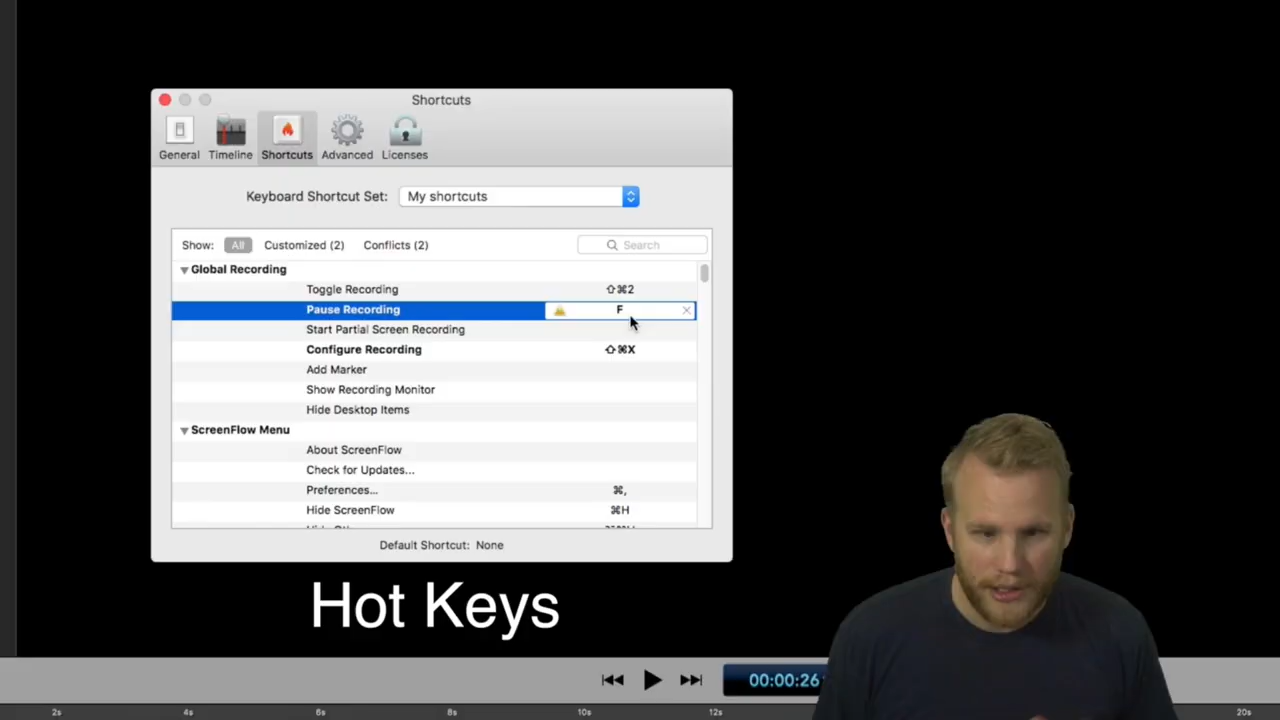 Shortcuts
General Timeline Shortcuts Advanced Licenses
Keyboard Shortcut Set: My shortcuts
Show: All Customized (2) Conflicts (2) Search
Global Recording
Toggle Recording ⇧⌘2
Pause Recording F
Start Partial Screen Recording
Configure Recording ⇧⌘X
Add Marker
Show Recording Monitor
Hide Desktop Items
ScreenFlow Menu
About ScreenFlow
Check for Updates...
Preferences... ⌘,
Hide ScreenFlow ⌘H
Default Shortcut: None
Hot Keys
00:00:26
2s 4s 6s 8s 10s 12s 20s